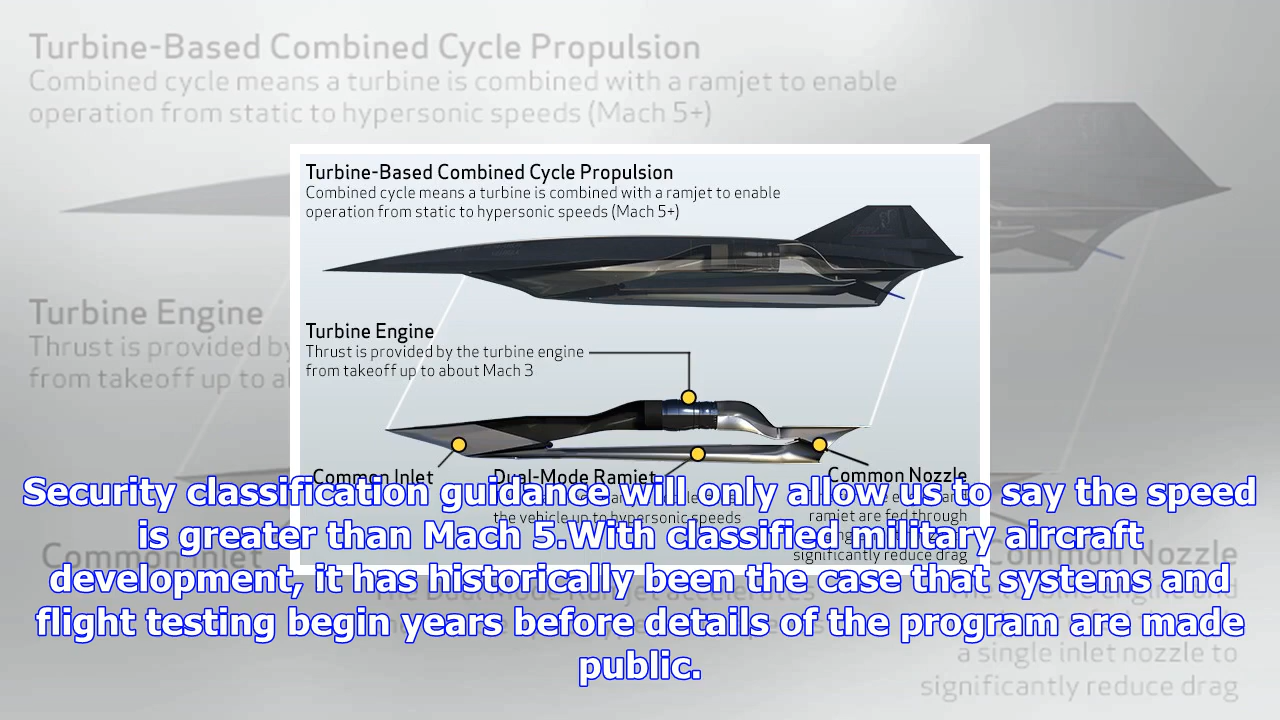 Turbine-Based Combined Cycle Propulsion
Combined cycle means a turbine is combined with a ramjet to enable
operation from static to hypersonic speeds (Mach 5+)
Turbine-Based Combined Cycle Propulsion
Combined cycle means a turbine is combined with a ramjet to enable
operation from static to hypersonic speeds (Mach 5+)
Turbine Engine
Thrust is provided by
from takeoff up to a
Turbine Engine
Thrust is provided by the turbine engine
from takeoff up to about Mach 3
Common Inlet
Dual-Mode Ramjet
the vehicle up to hypersonic speeds
Common Nozzle
ramjet are fed through
significantly reduce drag
Security classification guidance will only allow us to say the speed
is greater than Mach 5.With classified military aircraft
development, it has historically been the case that systems and
flight testing begin years before details of the program are made
public.
Common Inlet
Common Nozzle
a single inlet nozzle to
significantly reduce drag